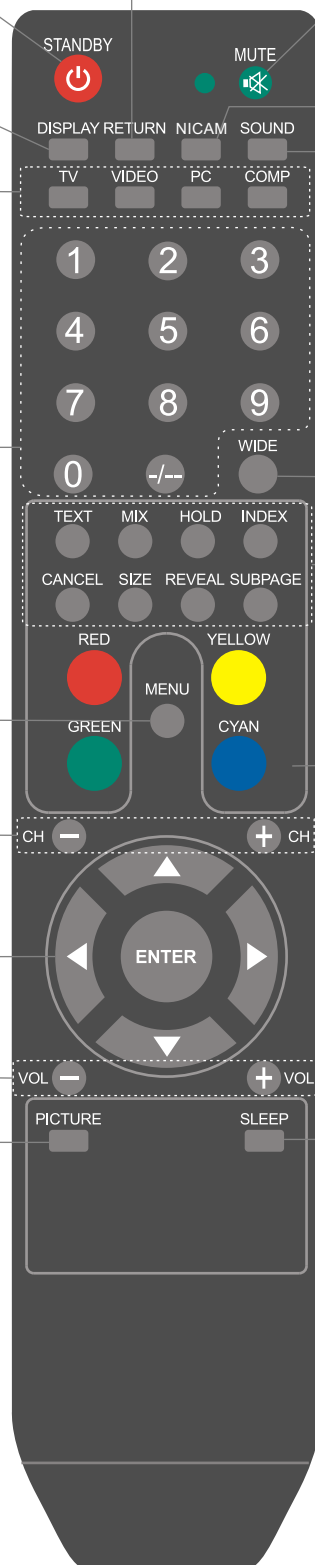 STANDBY
MUTE
DISPLAY RETURN NICAM SOUND
TV VIDEO PC COMP
1 2 3
4 5 6
7 8 9
WIDE
0 -/--
TEXT MIX HOLD INDEX
CANCEL SIZE REVEAL SUBPAGE
RED YELLOW
MENU
GREEN CYAN
CH − + CH
ENTER
VOL − + VOL
PICTURE SLEEP